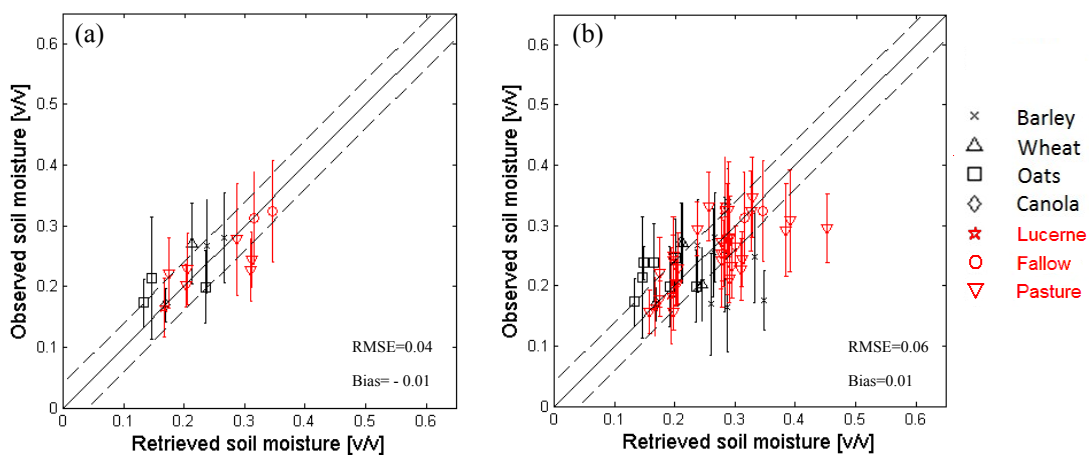 (a)
Observed soil moisture [v/v]
0.6
0.5
0.4
0.3
0.2
0.1
0
0
0.1
0.2
0.3
0.4
0.5
0.6
RMSE=0.04
Bias= - 0.01
Retrieved soil moisture [v/v]
(b)
Observed soil moisture [v/v]
0.6
0.5
0.4
0.3
0.2
0.1
0
0
0.1
0.2
0.3
0.4
0.5
0.6
RMSE=0.06
Bias=0.01
Retrieved soil moisture [v/v]
Barley
Wheat
Oats
Canola
Lucerne
Fallow
Pasture